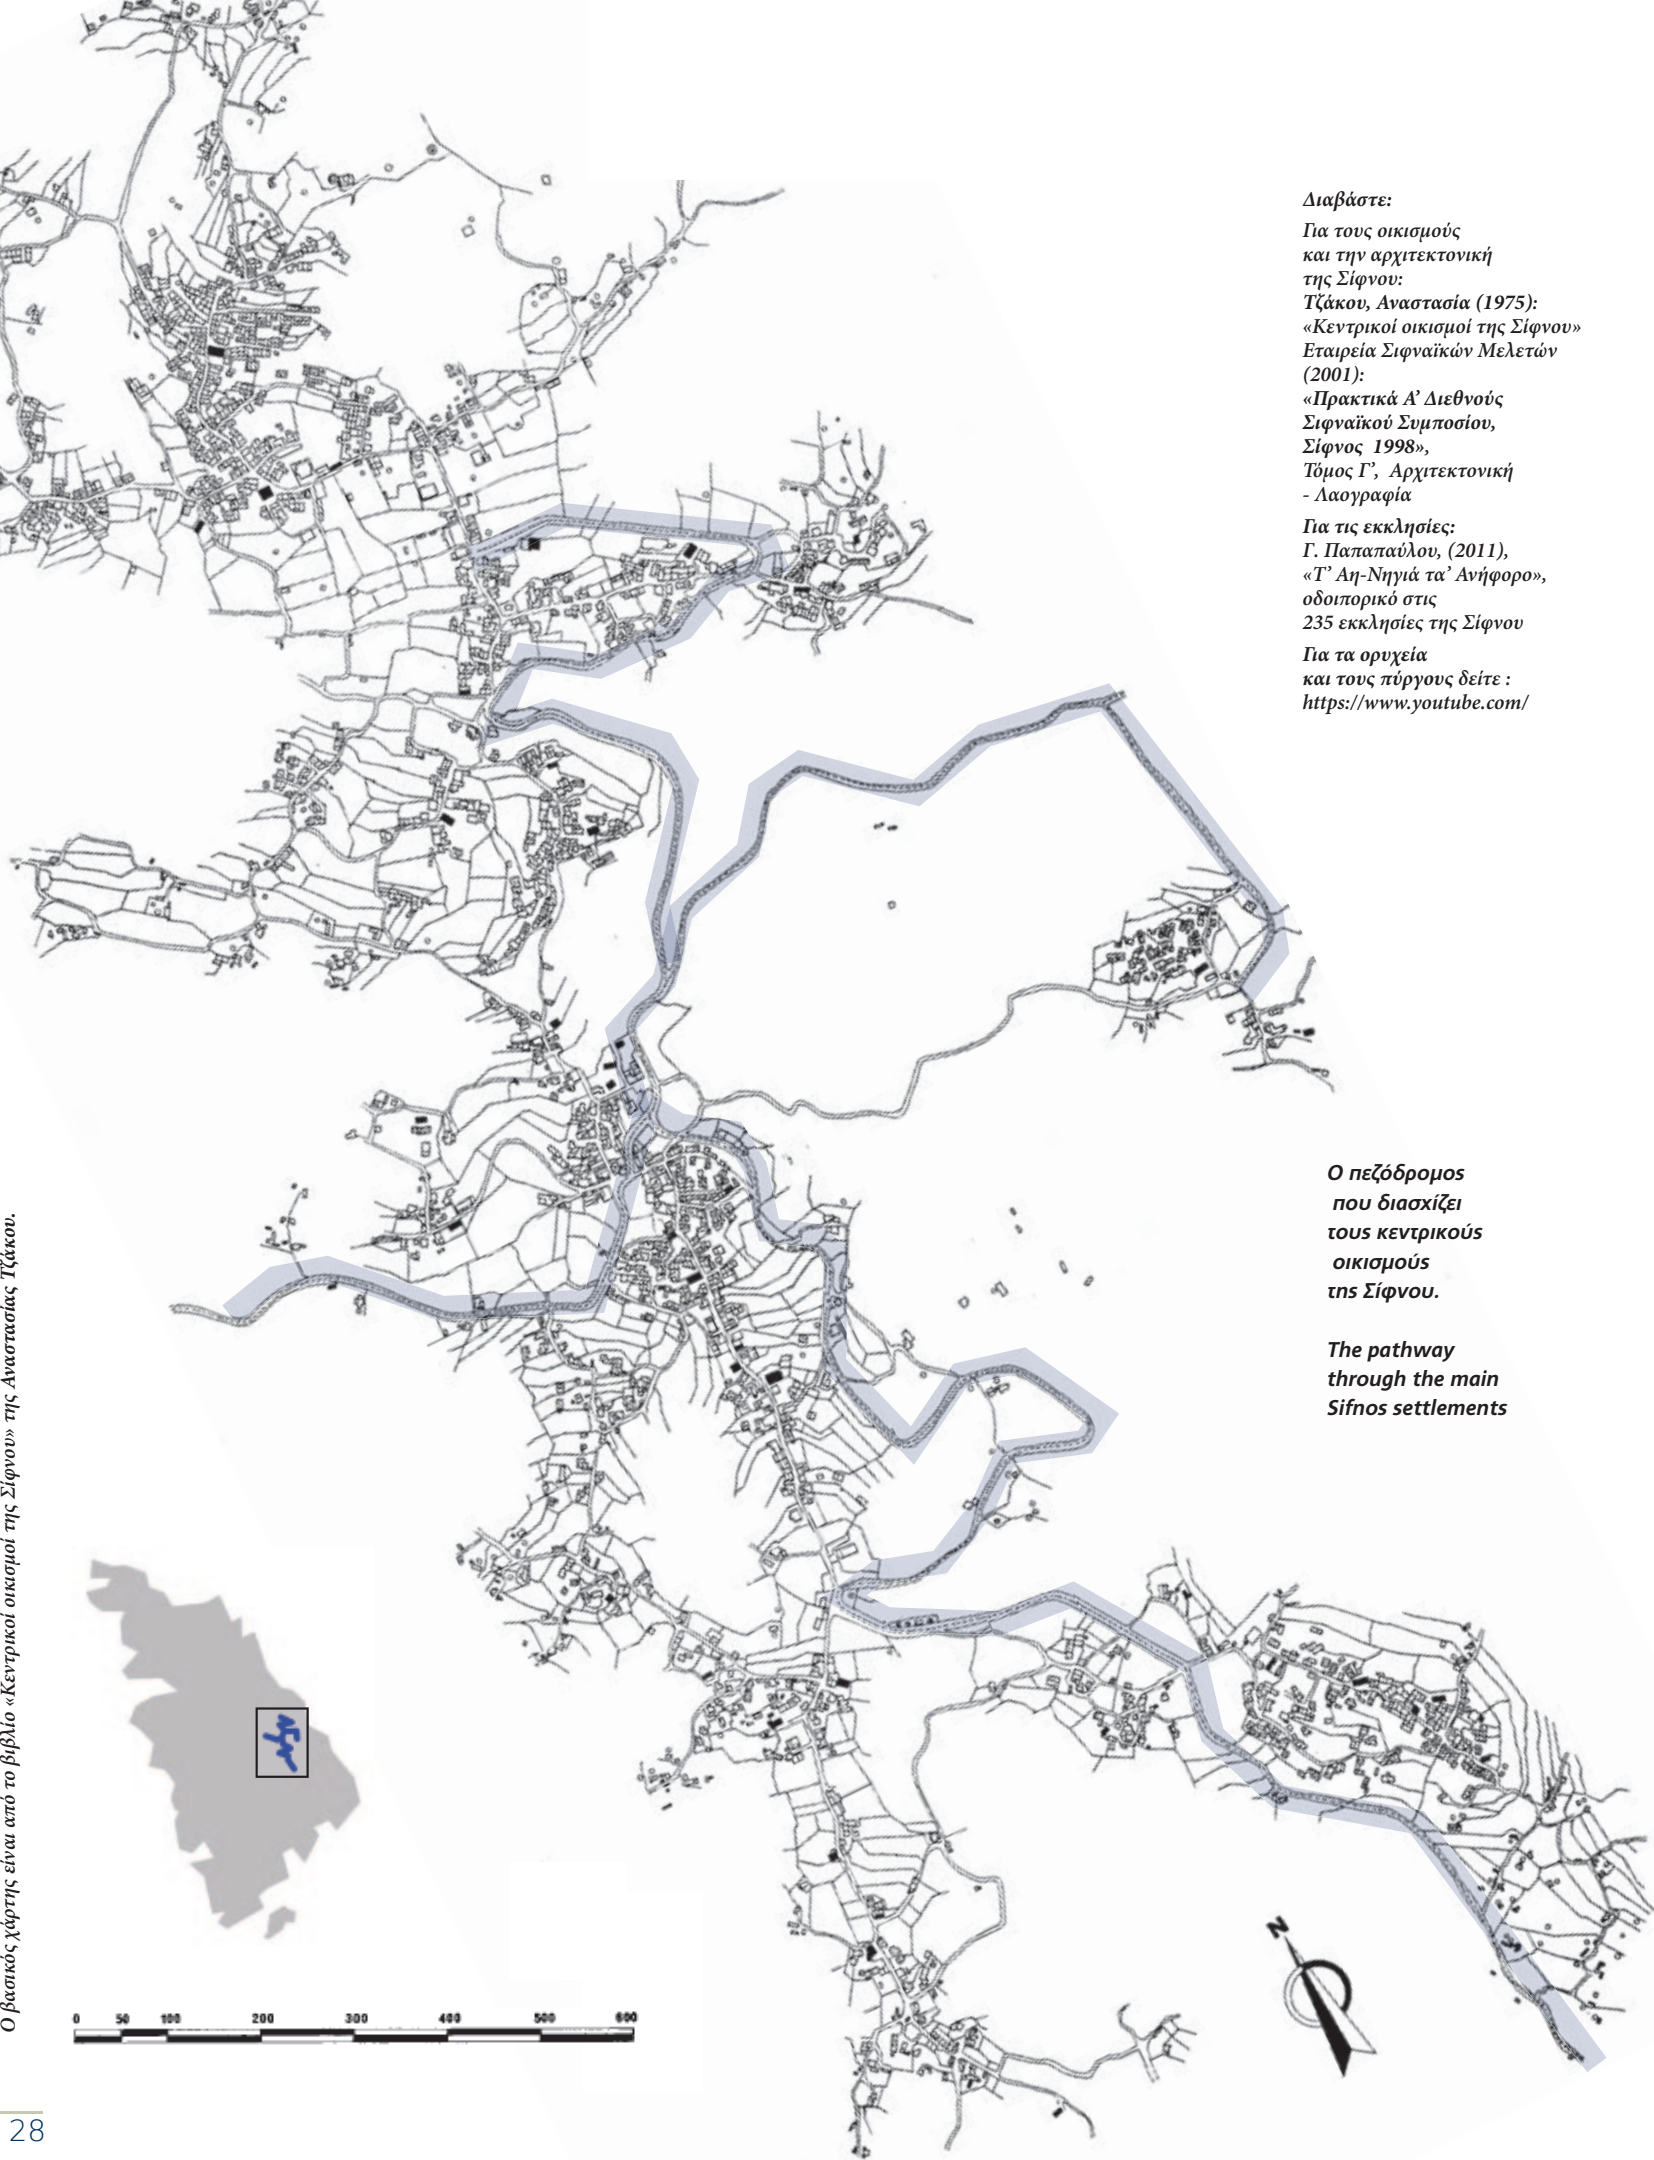 Διαβάστε:
Για τους οικισμούς
και την αρχιτεκτονική
της Σίφνου:
Τζάκου, Αναστασία (1975):
«Κεντρικοί οικισμοί της Σίφνου»
Εταιρεία Σιφναϊκών Μελετών
(2001):
«Πρακτικά Α’ Διεθνούς
Σιφναϊκού Συμποσίου,
Σίφνος 1998»,
Τόμος Γ’, Αρχιτεκτονική
- Λαογραφία
Για τις εκκλησίες:
Γ. Παπαπαύλου, (2011),
«Τ’ Αη-Νηγιά τα’ Ανήφορο»,
οδοιπορικό στις
235 εκκλησίες της Σίφνου
Για τα ορυχεία
και τους πύργους δείτε :
https://www.youtube.com/
Ο πεζόδρομος
που διασχίζει
τους κεντρικούς
οικισμούς
της Σίφνου.
The pathway
through the main
Sifnos settlements
Ο βασικός χάρτης είναι από το βιβλίο «Κεντρικοί οικισμοί της Σίφνου» της Αναστασίας Τζάκου.
N
0 50 100 200 300 400 500 600
28